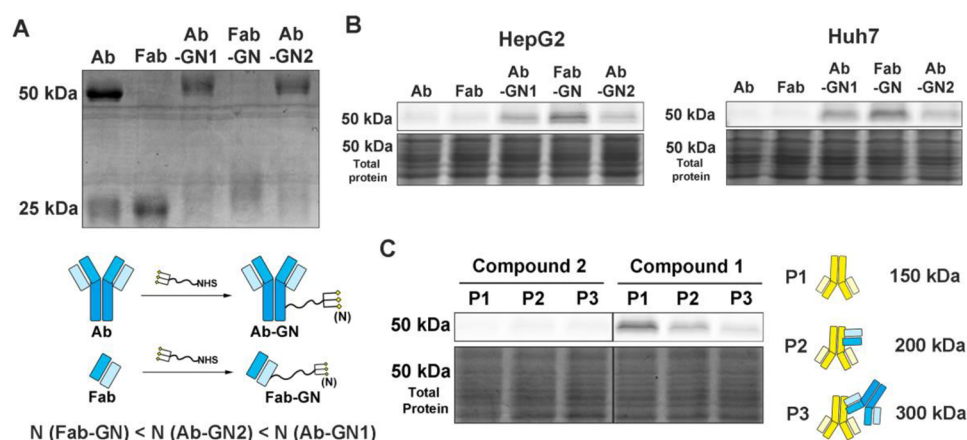 A
Ab Fab Ab -GN1 Fab -GN Ab -GN2
50 kDa
25 kDa
NHS
(N)
Ab
Ab-GN
NHS
(N)
Fab
Fab-GN
N (Fab-GN) < N (Ab-GN2) < N (Ab-GN1)
B
HepG2
Ab Fab Ab -GN1 Fab -GN Ab -GN2
50 kDa
50 kDa
Total
protein
Huh7
Ab Fab Ab -GN1 Fab -GN Ab -GN2
50 kDa
50 kDa
Total
protein
C
Compound 2 Compound 1
P1 P2 P3 P1 P2 P3
50 kDa
50 kDa
Total
Protein
P1 150 kDa
P2 200 kDa
P3 300 kDa